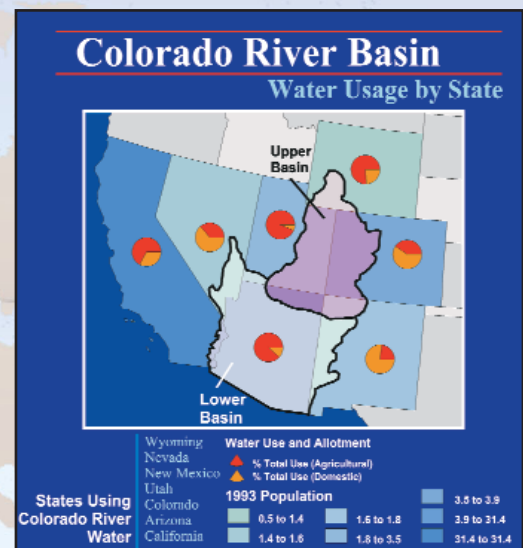 Colorado River Basin
Water Usage by State
Upper
Basin
Lower
Basin
Wyoming
Nevada
New Mexico
Utah
Colorado
Arizona
California
States Using
Colorado River
Water
Water Use and Allotment
% Total Use (Agricultural)
% Total Use (Domestic)
1993 Population
0.5 to 1.4
1.4 to 1.6
1.6 to 1.8
1.8 to 3.5
3.5 to 3.9
3.9 to 31.4
31.4 to 31.4